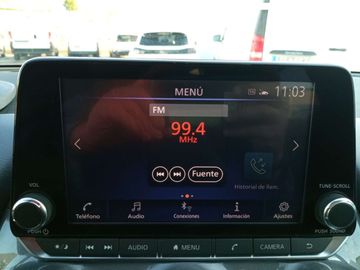 MENÚ
11:03
FM
99.4
MHz
Fuente
Historial de llam.
VOL
TUNE·SCROLL
Teléfono
Audio
Conexiones
Información
Ajustes
PUSH
PUSH SOUND
AUDIO
MENU
CAMERA